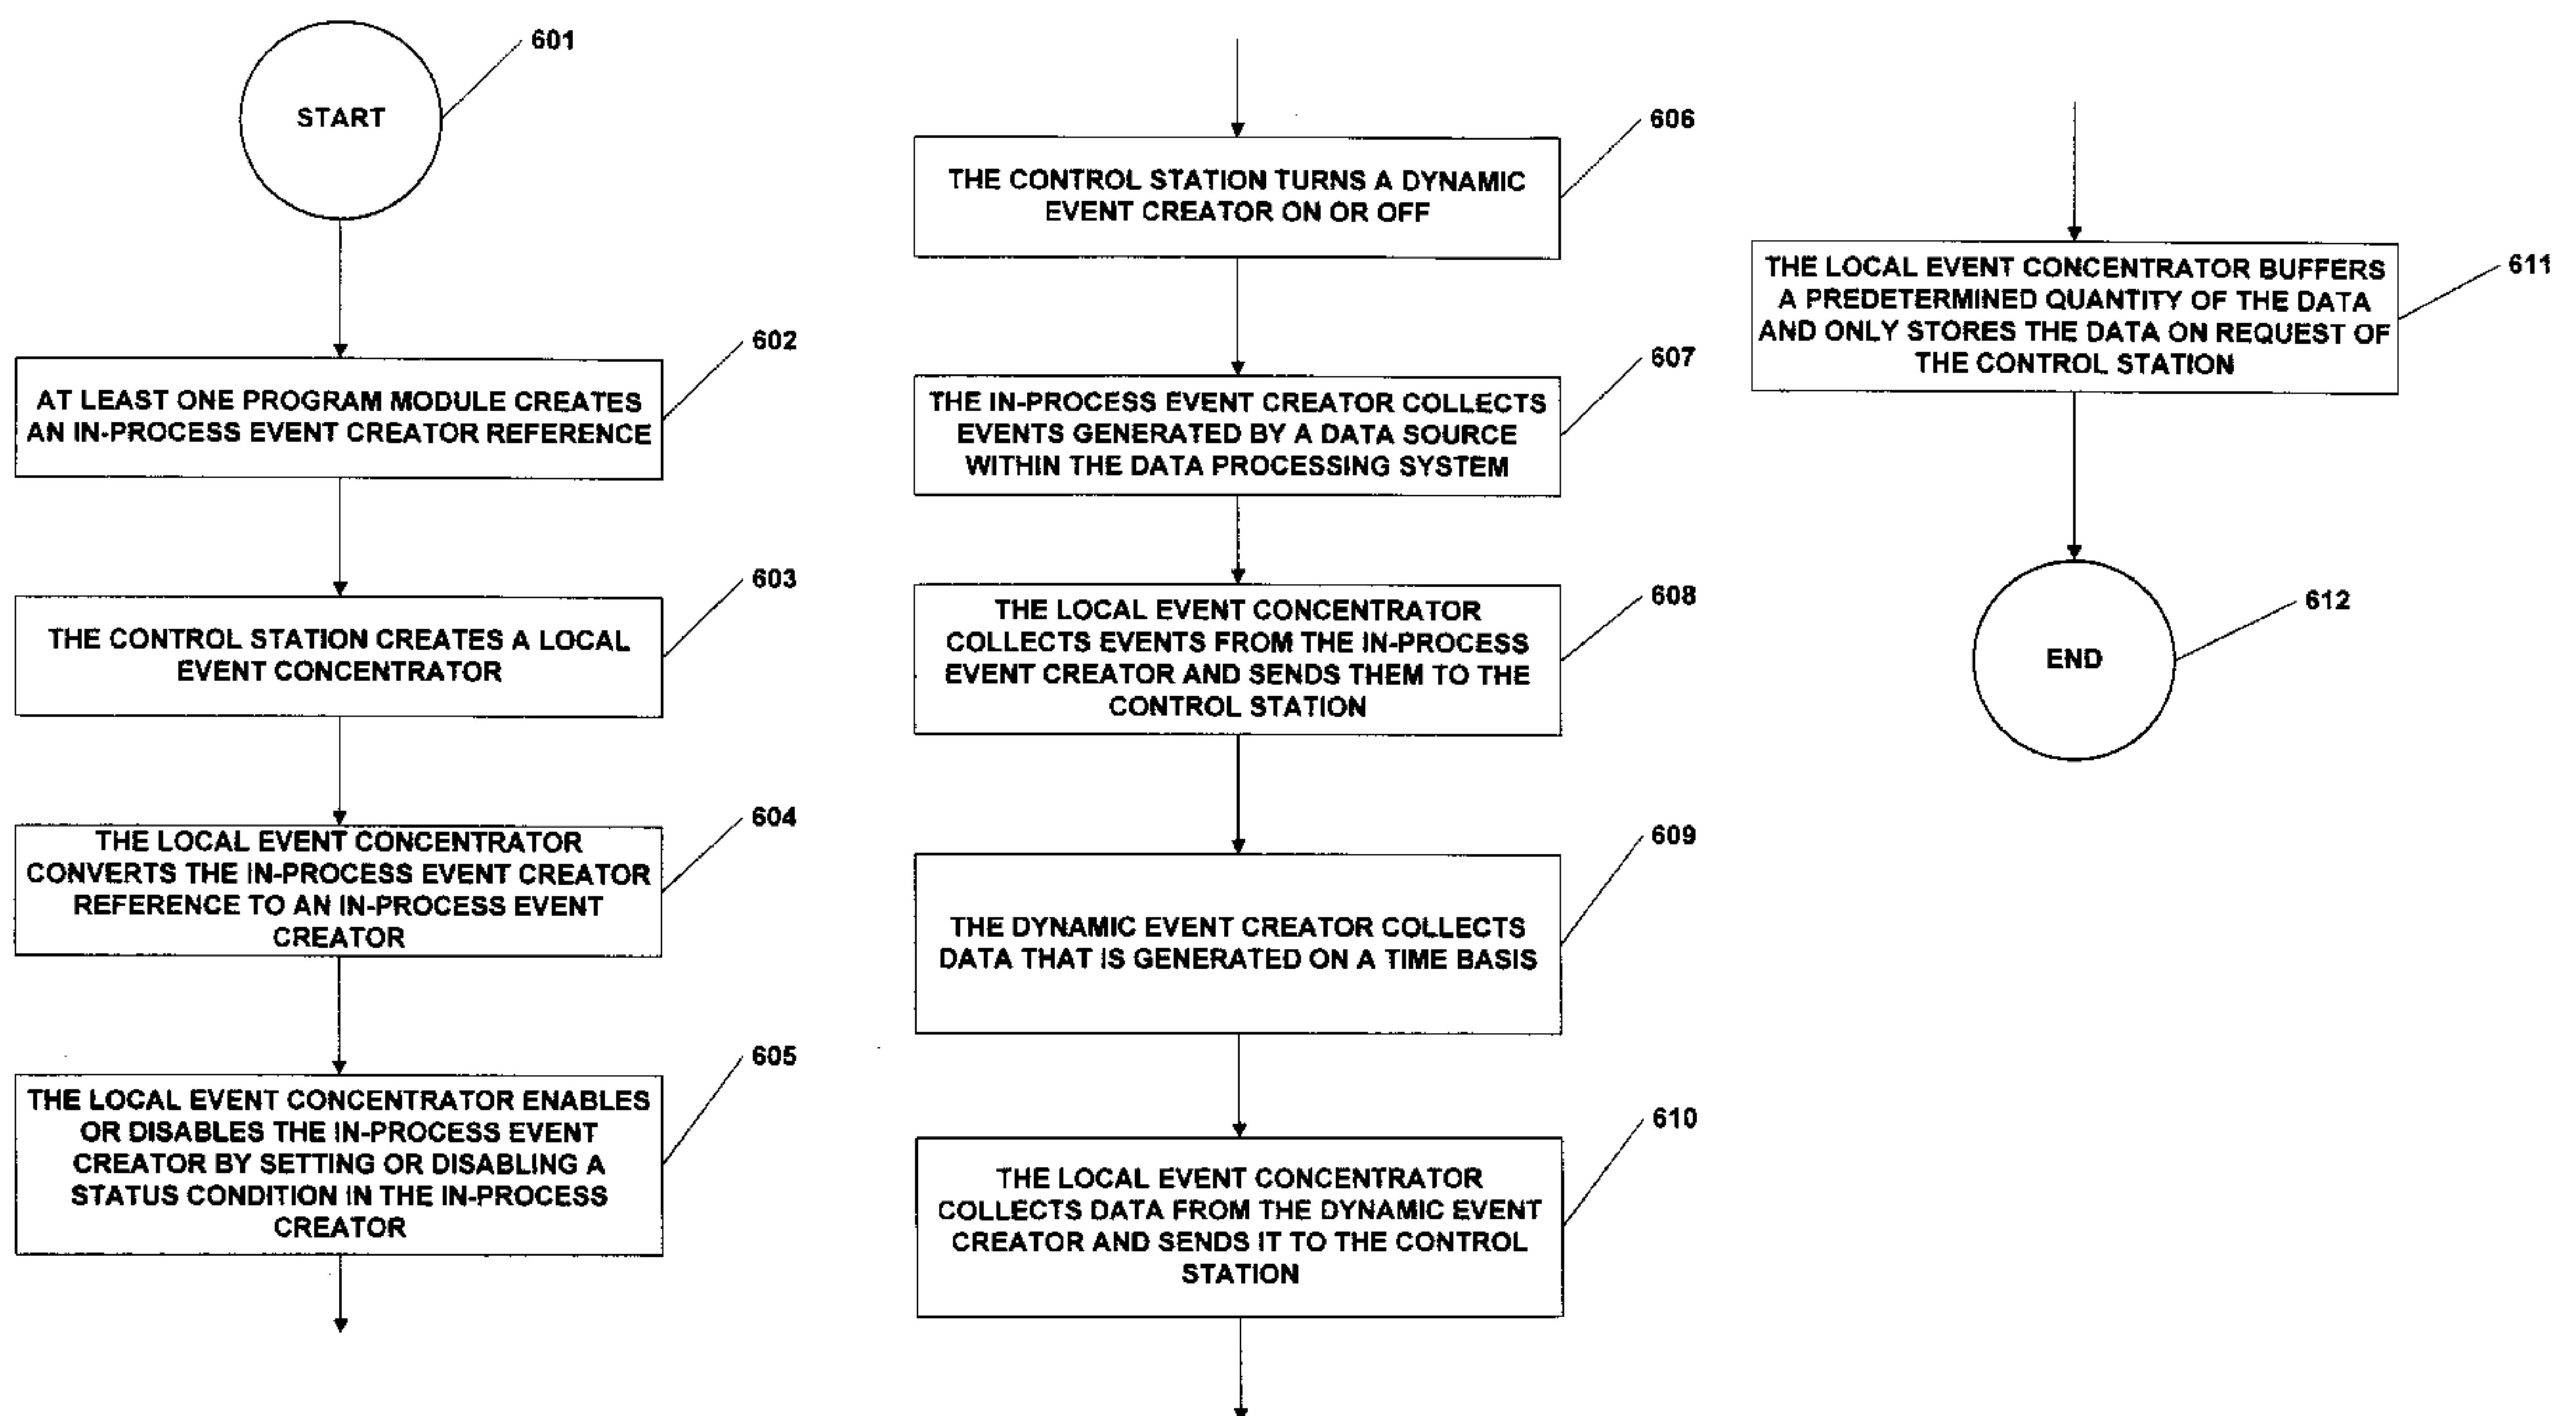 START
601
AT LEAST ONE PROGRAM MODULE CREATES
AN IN-PROCESS EVENT CREATOR REFERENCE
602
THE CONTROL STATION CREATES A LOCAL
EVENT CONCENTRATOR
603
THE LOCAL EVENT CONCENTRATOR
CONVERTS THE IN-PROCESS EVENT CREATOR
REFERENCE TO AN IN-PROCESS EVENT
CREATOR
604
THE LOCAL EVENT CONCENTRATOR ENABLES
OR DISABLES THE IN-PROCESS EVENT
CREATOR BY SETTING OR DISABLING A
STATUS CONDITION IN THE IN-PROCESS
CREATOR
605
THE CONTROL STATION TURNS A DYNAMIC
EVENT CREATOR ON OR OFF
606
THE IN-PROCESS EVENT CREATOR COLLECTS
EVENTS GENERATED BY A DATA SOURCE
WITHIN THE DATA PROCESSING SYSTEM
607
THE LOCAL EVENT CONCENTRATOR
COLLECTS EVENTS FROM THE IN-PROCESS
EVENT CREATOR AND SENDS THEM TO THE
CONTROL STATION
608
THE DYNAMIC EVENT CREATOR COLLECTS
DATA THAT IS GENERATED ON A TIME BASIS
609
THE LOCAL EVENT CONCENTRATOR
COLLECTS DATA FROM THE DYNAMIC EVENT
CREATOR AND SENDS IT TO THE CONTROL
STATION
610
THE LOCAL EVENT CONCENTRATOR BUFFERS
A PREDETERMINED QUANTITY OF THE DATA
AND ONLY STORES THE DATA ON REQUEST OF
THE CONTROL STATION
611
END
612